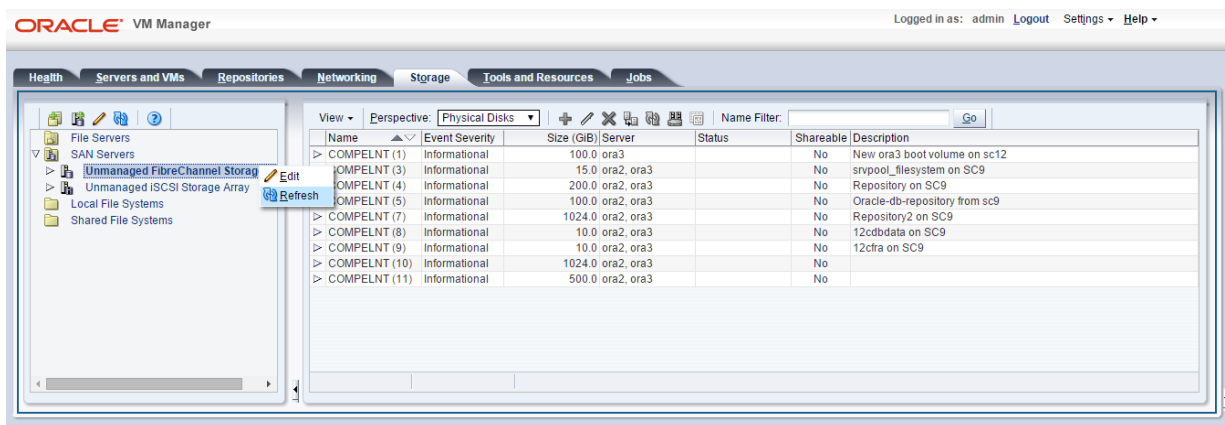 ORACLE VM Manager
Logged in as: admin Logout Settings Help
Health Servers and VMs Repositories Networking Storage Tools and Resources Jobs
View Perspective: Physical Disks Name Filter: Go
File Servers
SAN Servers
Unmanaged FibreChannel Storag
Unmanaged iSCSI Storage Array
Local File Systems
Shared File Systems
Edit
Refresh
Name Event Severity Size (GiB) Server Status Shareable Description
COMPELNT (1) Informational 100.0 ora3 No New ora3 boot volume on sc12
COMPELNT (3) Informational 15.0 ora2, ora3 No srvpool_filesystem on SC9
COMPELNT (4) Informational 200.0 ora2, ora3 No Repository on SC9
COMPELNT (5) Informational 100.0 ora2, ora3 No Oracle-db-repository from sc9
COMPELNT (7) Informational 1024.0 ora2, ora3 No Repository2 on SC9
COMPELNT (8) Informational 10.0 ora2, ora3 No 12cdbdata on SC9
COMPELNT (9) Informational 10.0 ora2, ora3 No 12cfra on SC9
COMPELNT (10) Informational 1024.0 ora2, ora3 No
COMPELNT (11) Informational 500.0 ora2, ora3 No